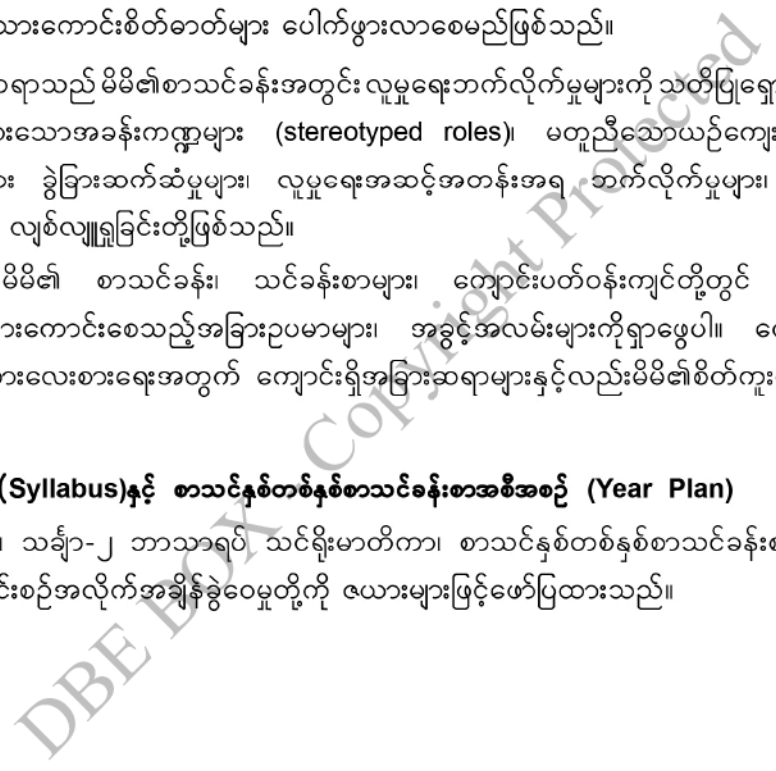 သားကောင်းစိတ်ဓာတ်များ ပေါက်ဖွားလာစေမည်ဖြစ်သည်။
ရာသည် မိမိ၏စာသင်ခန်းအတွင်း လူမှုရေးဘက်လိုက်မှုများကို သတိပြုရှော
သောအခန်းကဏ္ဍများ (stereotyped roles)၊ မတူညီသောယဉ်ကျေး
ခွဲခြားဆက်ဆံမှုပျား၊ လူမှုရေးအဆင့်အတန်းအရ ဘက်လိုက်မှုများ၊
လျစ်လျူရှုခြင်းတို့ဖြစ်သည်။
မိမိ၏ စာသင်ခန်း၊ သင်ခန်းစာများ၊ ကျောင်းပတ်ဝန်းကျင်တို့တွင်
ားကောင်းစေသည့်အခြားဥပမာများ၊ အခွင့်အလမ်းများကိုရှာဖွေပါ။
ားလေးစားရေးအတွက် ကျောင်းရှိအခြားဆရာများနှင့်လည်းမိမိ၏စိတ်ကူး
(Syllabus)နှင့် စာသင်နှစ်တစ်နှစ်စာသင်ခန်းစာအစီအစဉ် (Year Plan)
၊ သင်္ချာ-၂ ဘာသာရပ် သင်ရိုးမာတိကာ၊ စာသင်နှစ်တစ်နှစ်စာသင်ခန်း
င်းစဉ်အလိုက်အချိန်ခွဲဝေမှုတို့ကို ဇယားများဖြင့်ဖော်ပြထားသည်။
DBE BOX - Copyright Protected